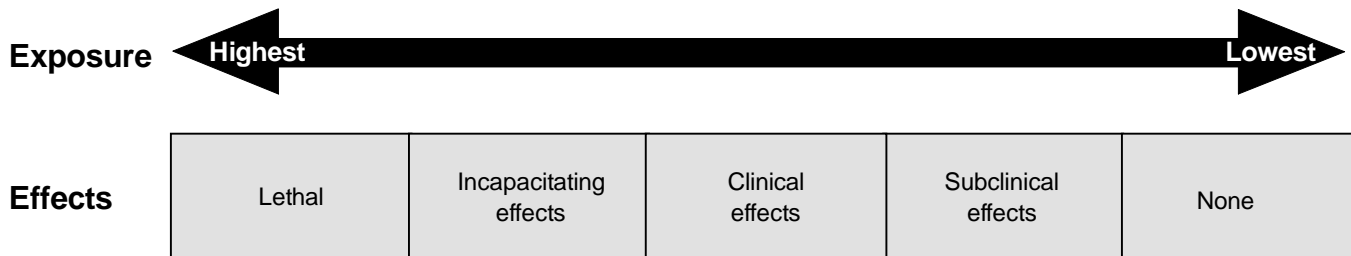 Exposure
Highest
Lowest
Effects
Lethal
Incapacitating
effects
Clinical
effects
Subclinical
effects
None